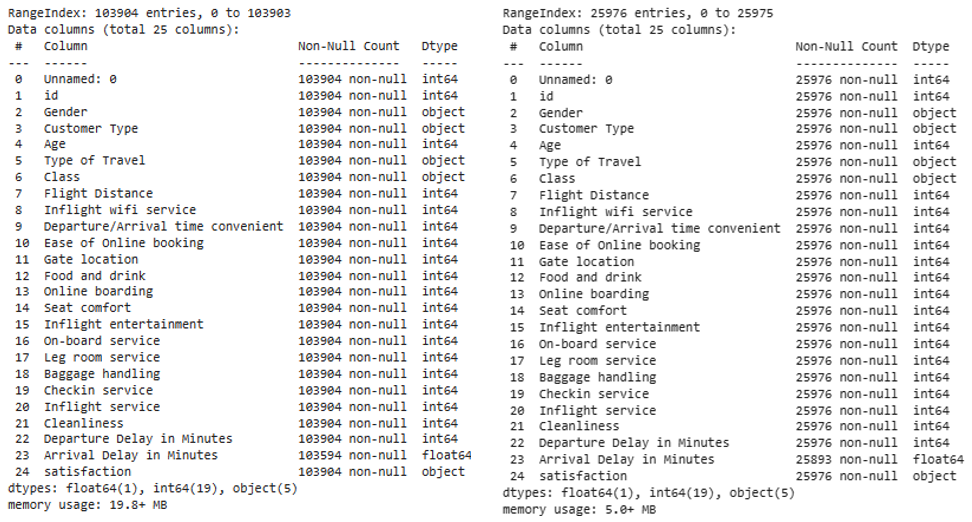 RangeIndex: 103904 entries, 0 to 103903
Data columns (total 25 columns):
#   Column   Non-Null Count   Dtype
---   ------   --------------   -----
0   Unnamed: 0   103904 non-null   int64
1   id   103904 non-null   int64
2   Gender   103904 non-null   object
3   Customer Type   103904 non-null   object
4   Age   103904 non-null   int64
5   Type of Travel   103904 non-null   object
6   Class   103904 non-null   object
7   Flight Distance   103904 non-null   int64
8   Inflight wifi service   103904 non-null   int64
9   Departure/Arrival time convenient   103904 non-null   int64
10   Ease of Online booking   103904 non-null   int64
11   Gate location   103904 non-null   int64
12   Food and drink   103904 non-null   int64
13   Online boarding   103904 non-null   int64
14   Seat comfort   103904 non-null   int64
15   Inflight entertainment   103904 non-null   int64
16   On-board service   103904 non-null   int64
17   Leg room service   103904 non-null   int64
18   Baggage handling   103904 non-null   int64
19   Checkin service   103904 non-null   int64
20   Inflight service   103904 non-null   int64
21   Cleanliness   103904 non-null   int64
22   Departure Delay in Minutes   103904 non-null   int64
23   Arrival Delay in Minutes   103594 non-null   float64
24   satisfaction   103904 non-null   object
dtypes: float64(1), int64(19), object(5)
memory usage: 19.8+ MB
RangeIndex: 25976 entries, 0 to 25975
Data columns (total 25 columns):
#   Column   Non-Null Count   Dtype
---   ------   --------------   -----
0   Unnamed: 0   25976 non-null   int64
1   id   25976 non-null   int64
2   Gender   25976 non-null   object
3   Customer Type   25976 non-null   object
4   Age   25976 non-null   int64
5   Type of Travel   25976 non-null   object
6   Class   25976 non-null   object
7   Flight Distance   25976 non-null   int64
8   Inflight wifi service   25976 non-null   int64
9   Departure/Arrival time convenient   25976 non-null   int64
10   Ease of Online booking   25976 non-null   int64
11   Gate location   25976 non-null   int64
12   Food and drink   25976 non-null   int64
13   Online boarding   25976 non-null   int64
14   Seat comfort   25976 non-null   int64
15   Inflight entertainment   25976 non-null   int64
16   On-board service   25976 non-null   int64
17   Leg room service   25976 non-null   int64
18   Baggage handling   25976 non-null   int64
19   Checkin service   25976 non-null   int64
20   Inflight service   25976 non-null   int64
21   Cleanliness   25976 non-null   int64
22   Departure Delay in Minutes   25976 non-null   int64
23   Arrival Delay in Minutes   25893 non-null   float64
24   satisfaction   25976 non-null   object
dtypes: float64(1), int64(19), object(5)
memory usage: 5.0+ MB